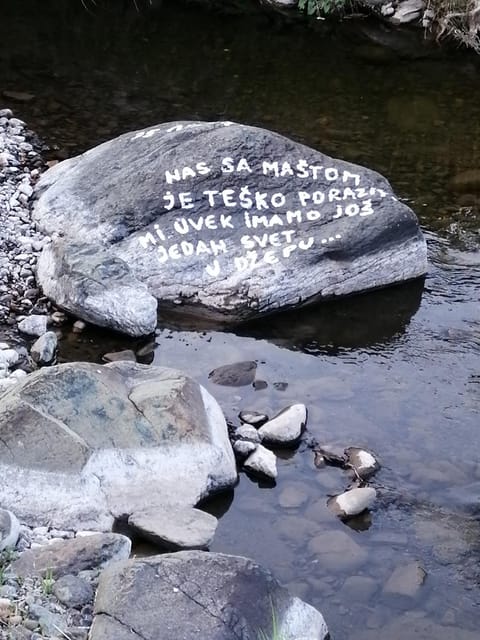 NAS SA MAŠTOM
JE TEŠKO PORAZITI
MI UVEK IMAMO JOŠ
JEDAN SVET
U DŽEPU...